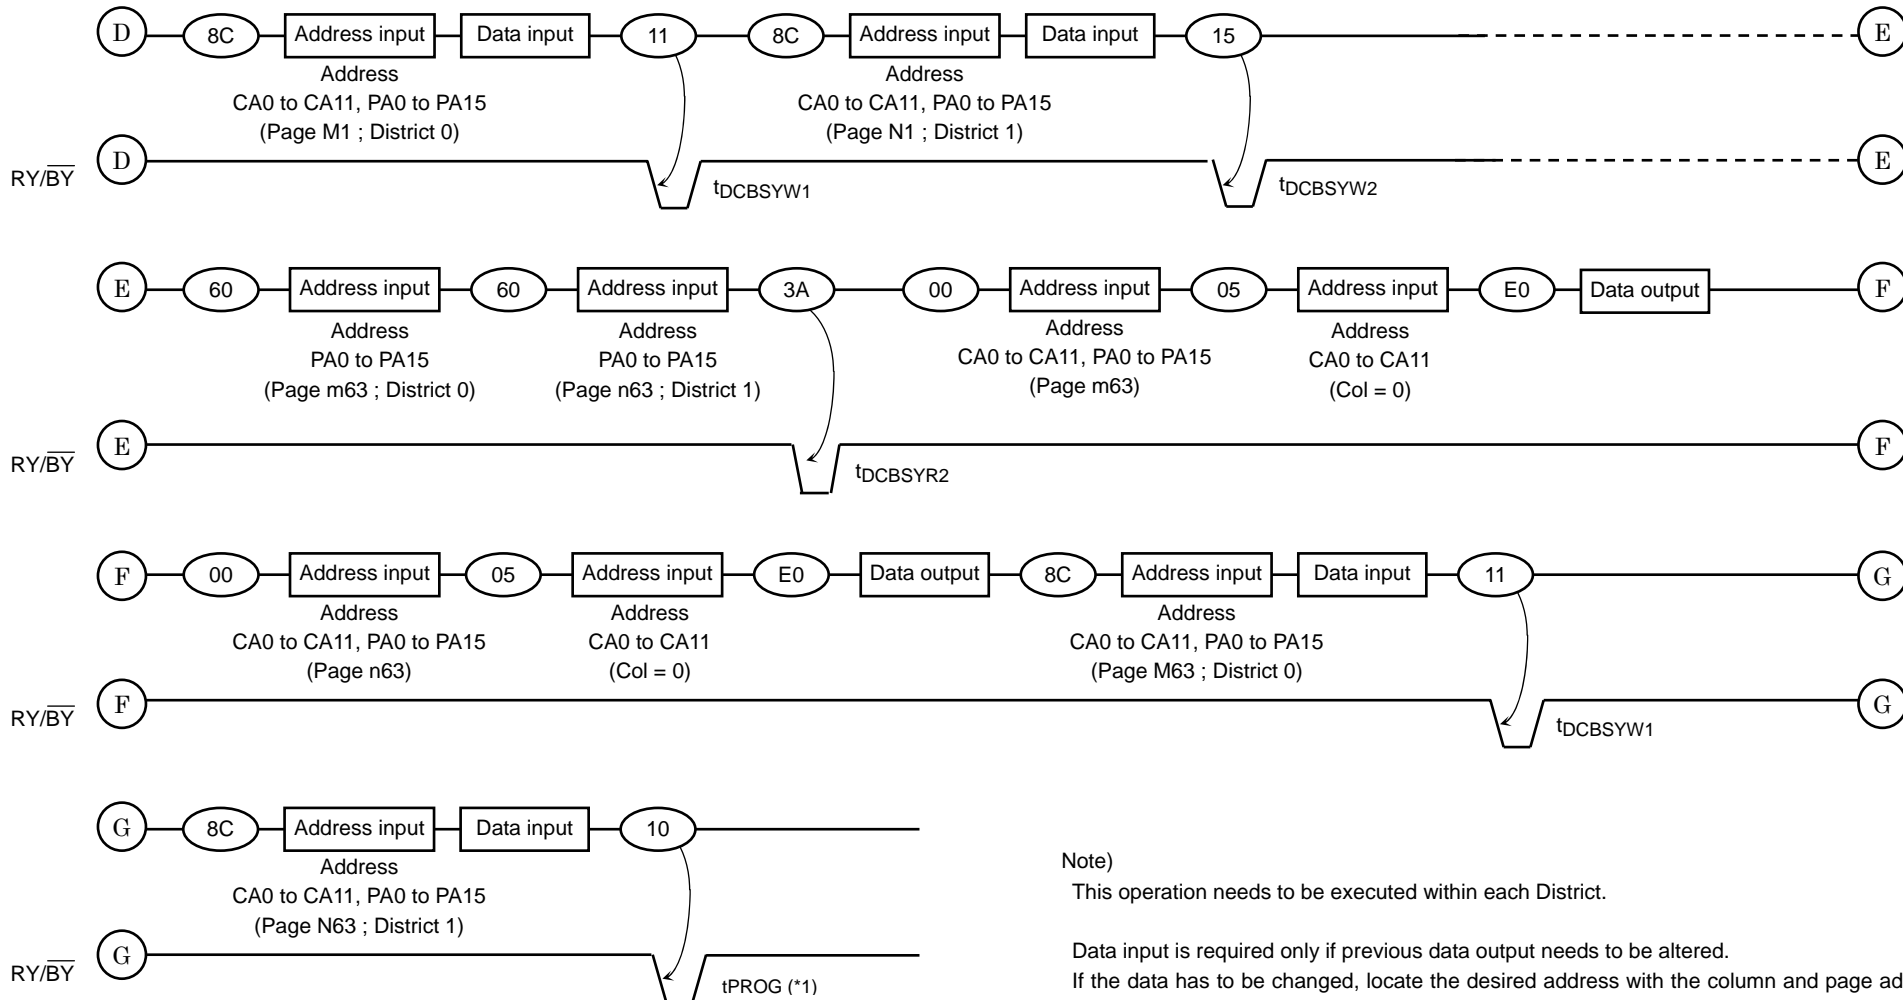 D 8C Address input Data input 11 8C Address input Data input 15 E
Address Address
CA0 to CA11, PA0 to PA15 CA0 to CA11, PA0 to PA15
(Page M1 ; District 0) (Page N1 ; District 1)
RY/BY D E
tDCBSYW1 tDCBSYW2
E 60 Address input 60 Address input 3A 00 Address input 05 Address input E0 Data output F
Address Address Address Address
PA0 to PA15 PA0 to PA15 CA0 to CA11, PA0 to PA15 CA0 to CA11
(Page m63 ; District 0) (Page n63 ; District 1) (Page m63) (Col = 0)
RY/BY E F
tDCBSYR2
F 00 Address input 05 Address input E0 Data output 8C Address input Data input 11 G
Address Address Address
CA0 to CA11, PA0 to PA15 CA0 to CA11 CA0 to CA11, PA0 to PA15
(Page n63) (Col = 0) (Page M63 ; District 0)
RY/BY F G
tDCBSYW1
G 8C Address input Data input 10
Address
CA0 to CA11, PA0 to PA15
(Page N63 ; District 1)
RY/BY G
tPROG (*1)
Note)
This operation needs to be executed within each District.
Data input is required only if previous data output needs to be altered.
If the data has to be changed, locate the desired address with the column and page ad